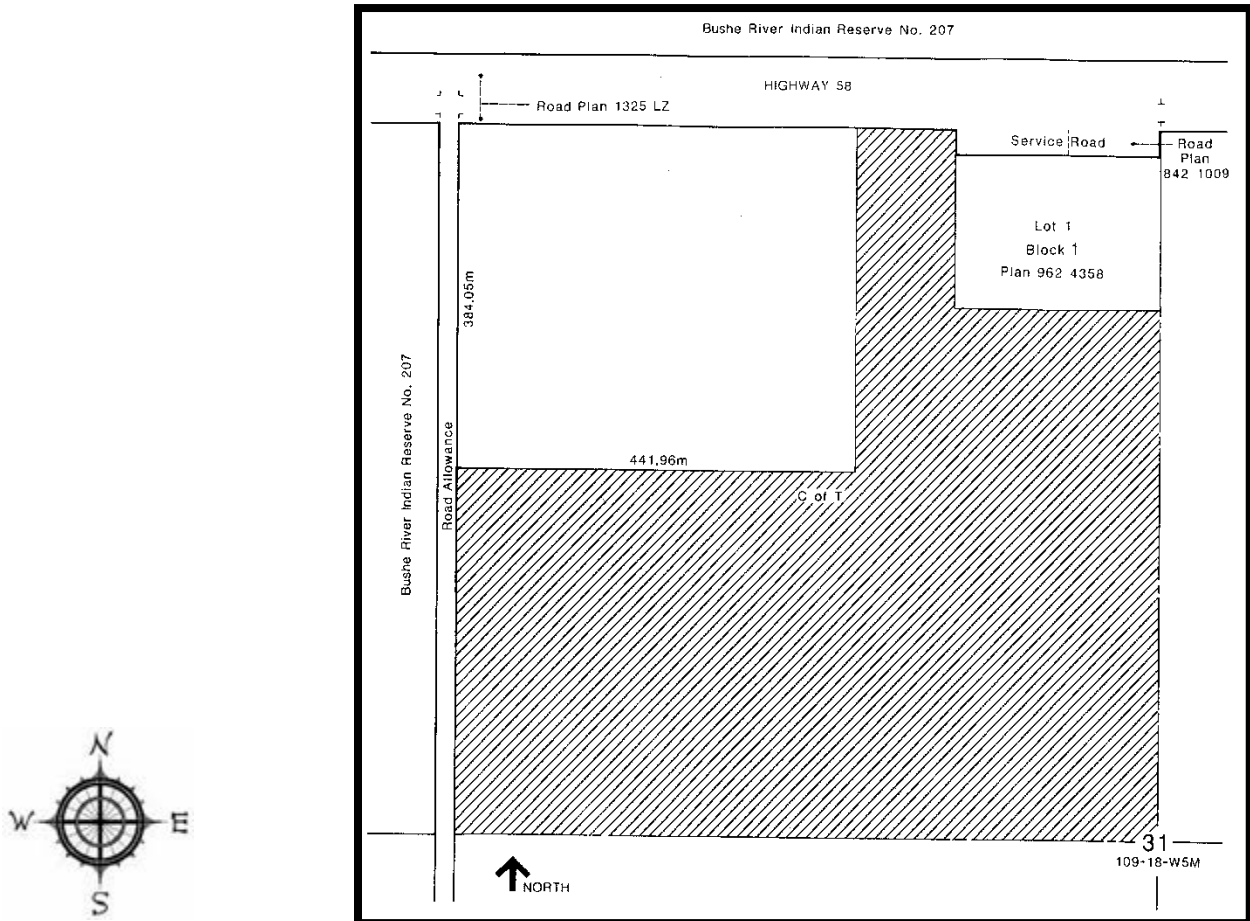 Bushe River Indian Reserve No. 207
HIGHWAY 58
Road Plan 1325 LZ
Service Road
Road
Plan
842 1009
Lot 1
Block 1
Plan 962 4358
384.05m
Bushe River Indian Reserve No. 207
Road Allowance
441.96m
C of T
31
109-18-W5M
NORTH
N
W
E
S